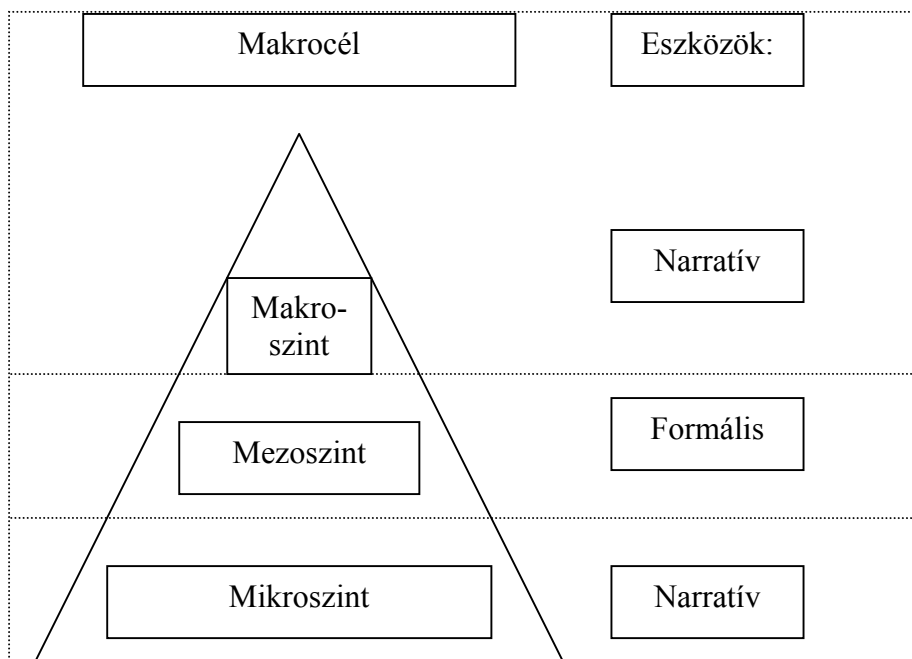 Makrocél
Eszközök:
Narratív
Makro-
szint
Formális
Mezoszint
Mikroszint
Narratív